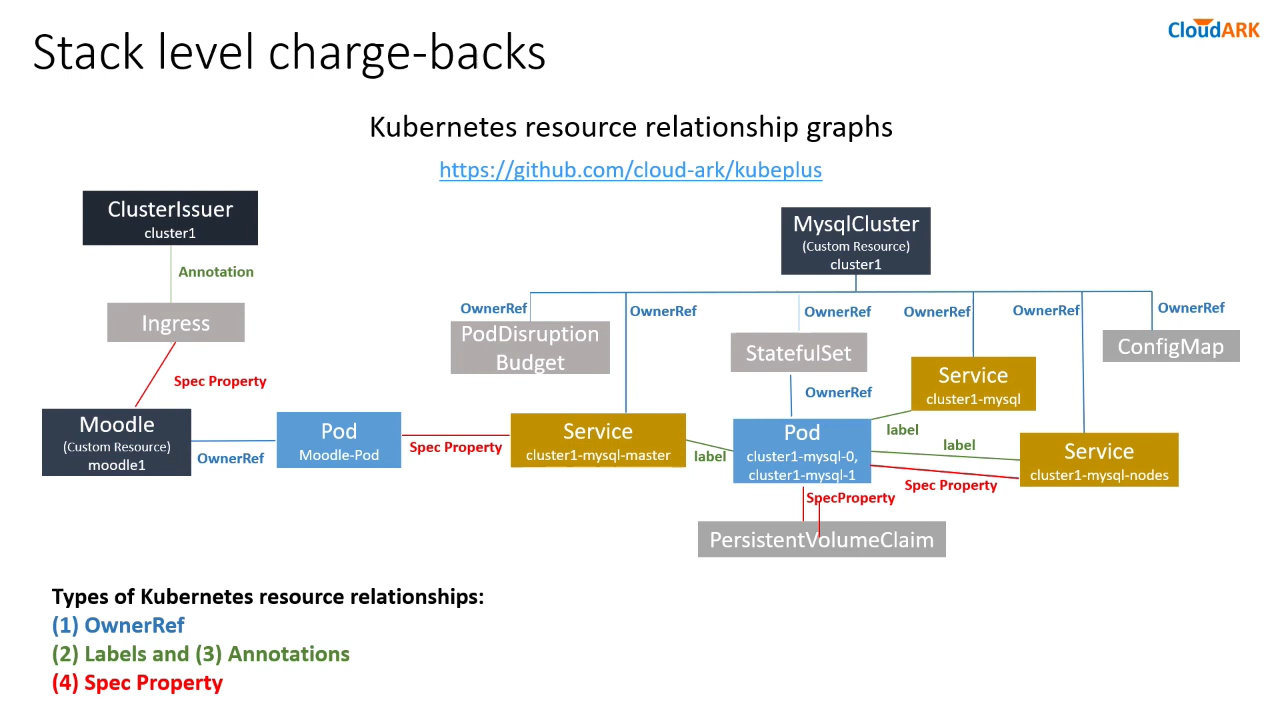 Stack level charge-backs
CloudARK
Kubernetes resource relationship graphs
https://github.com/cloud-ark/kubeplus
ClusterIssuer
cluster1
Annotation
Ingress
Spec Property
Moodle
(Custom Resource)
moodle1
OwnerRef
Pod
Moodle-Pod
Spec Property
MysqlCluster
(Custom Resource)
cluster1
OwnerRef
OwnerRef
OwnerRef
OwnerRef
OwnerRef
OwnerRef
PodDisruption
Budget
StatefulSet
OwnerRef
ConfigMap
Service
cluster1-mysql
Service
cluster1-mysql-master
label
Pod
cluster1-mysql-0,
cluster1-mysql-1
label
label
Spec Property
Service
cluster1-mysql-nodes
SpecProperty
PersistentVolumeClaim
Types of Kubernetes resource relationships:
(1) OwnerRef
(2) Labels and (3) Annotations
(4) Spec Property